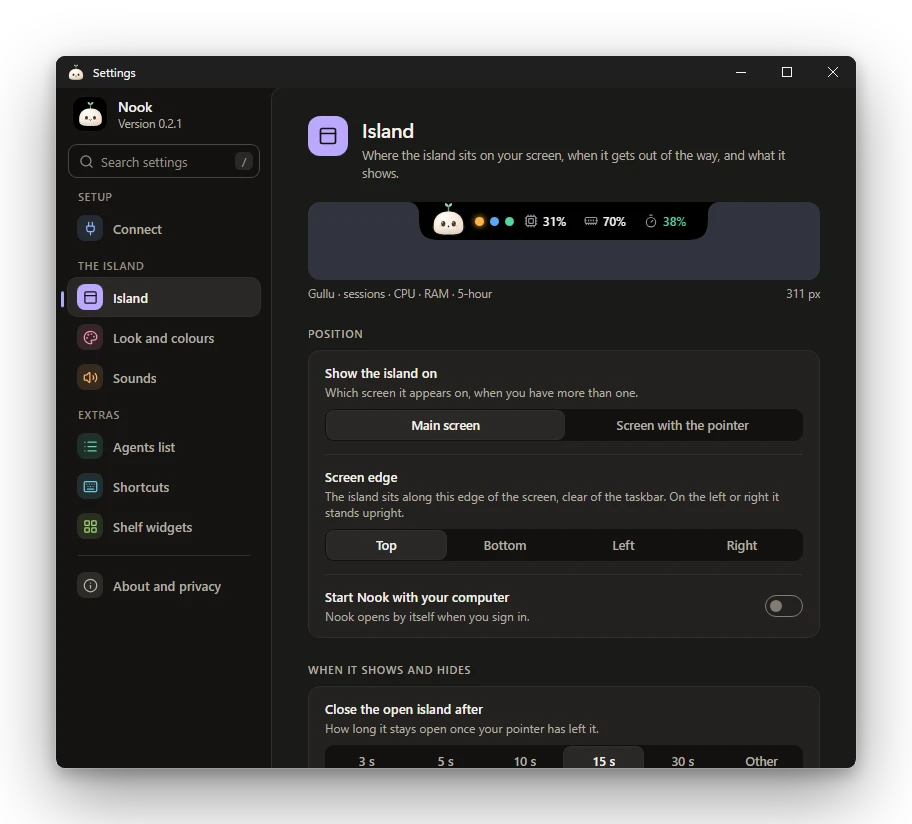 Settings
Nook
Version 0.2.1
Search settings /
SETUP
Connect
THE ISLAND
Island
Look and colours
Sounds
EXTRAS
Agents list
Shortcuts
Shelf widgets
About and privacy
Island
Where the island sits on your screen, when it gets out of the way, and what it
shows.
31% 70% 38%
Gullu · sessions · CPU · RAM · 5-hour 311 px
POSITION
Show the island on
Which screen it appears on, when you have more than one.
Main screen Screen with the pointer
Screen edge
The island sits along this edge of the screen, clear of the taskbar. On the left or right it
stands upright.
Top Bottom Left Right
Start Nook with your computer
Nook opens by itself when you sign in.
WHEN IT SHOWS AND HIDES
Close the open island after
How long it stays open once your pointer has left it.
3 s 5 s 10 s 15 s 30 s Other